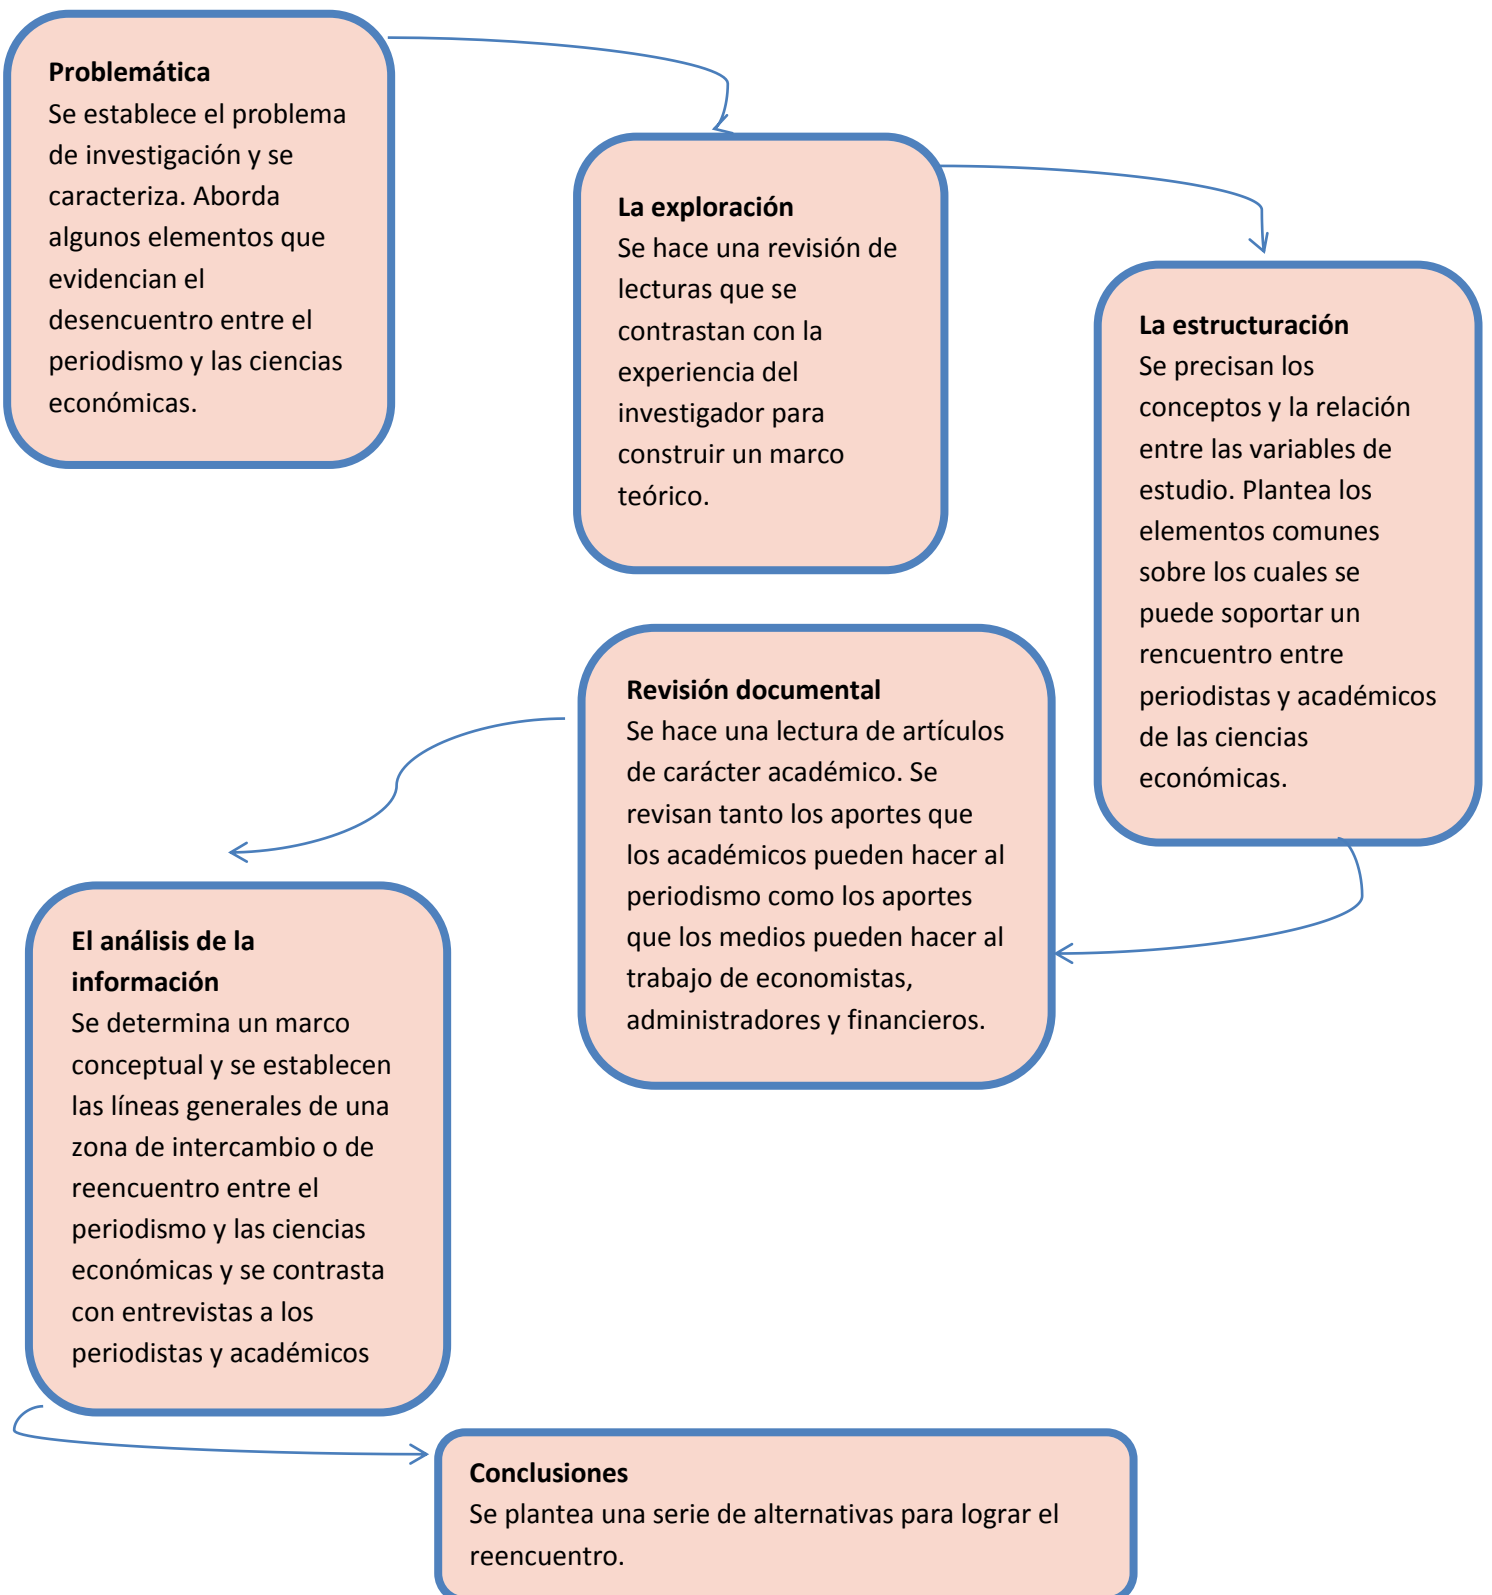 Problemática
Se establece el problema
de investigación y se
caracteriza. Aborda
algunos elementos que
evidencian el
desencuentro entre el
periodismo y las ciencias
económicas.
La exploración
Se hace una revisión de
lecturas que se
contrastan con la
experiencia del
investigador para
construir un marco
teórico.
La estructuración
Se precisan los
conceptos y la relación
entre las variables de
estudio. Plantea los
elementos comunes
sobre los cuales se
puede soportar un
rencuentro entre
periodistas y académicos
de las ciencias
económicas.
Revisión documental
Se hace una lectura de artículos
de carácter académico. Se
revisan tanto los aportes que
los académicos pueden hacer al
periodismo como los aportes
que los medios pueden hacer al
trabajo de economistas,
administradores y financieros.
El análisis de la
información
Se determina un marco
conceptual y se establecen
las líneas generales de una
zona de intercambio o de
reencuentro entre el
periodismo y las ciencias
económicas y se contrasta
con entrevistas a los
periodistas y académicos
Conclusiones
Se plantea una serie de alternativas para lograr el
reencuentro.